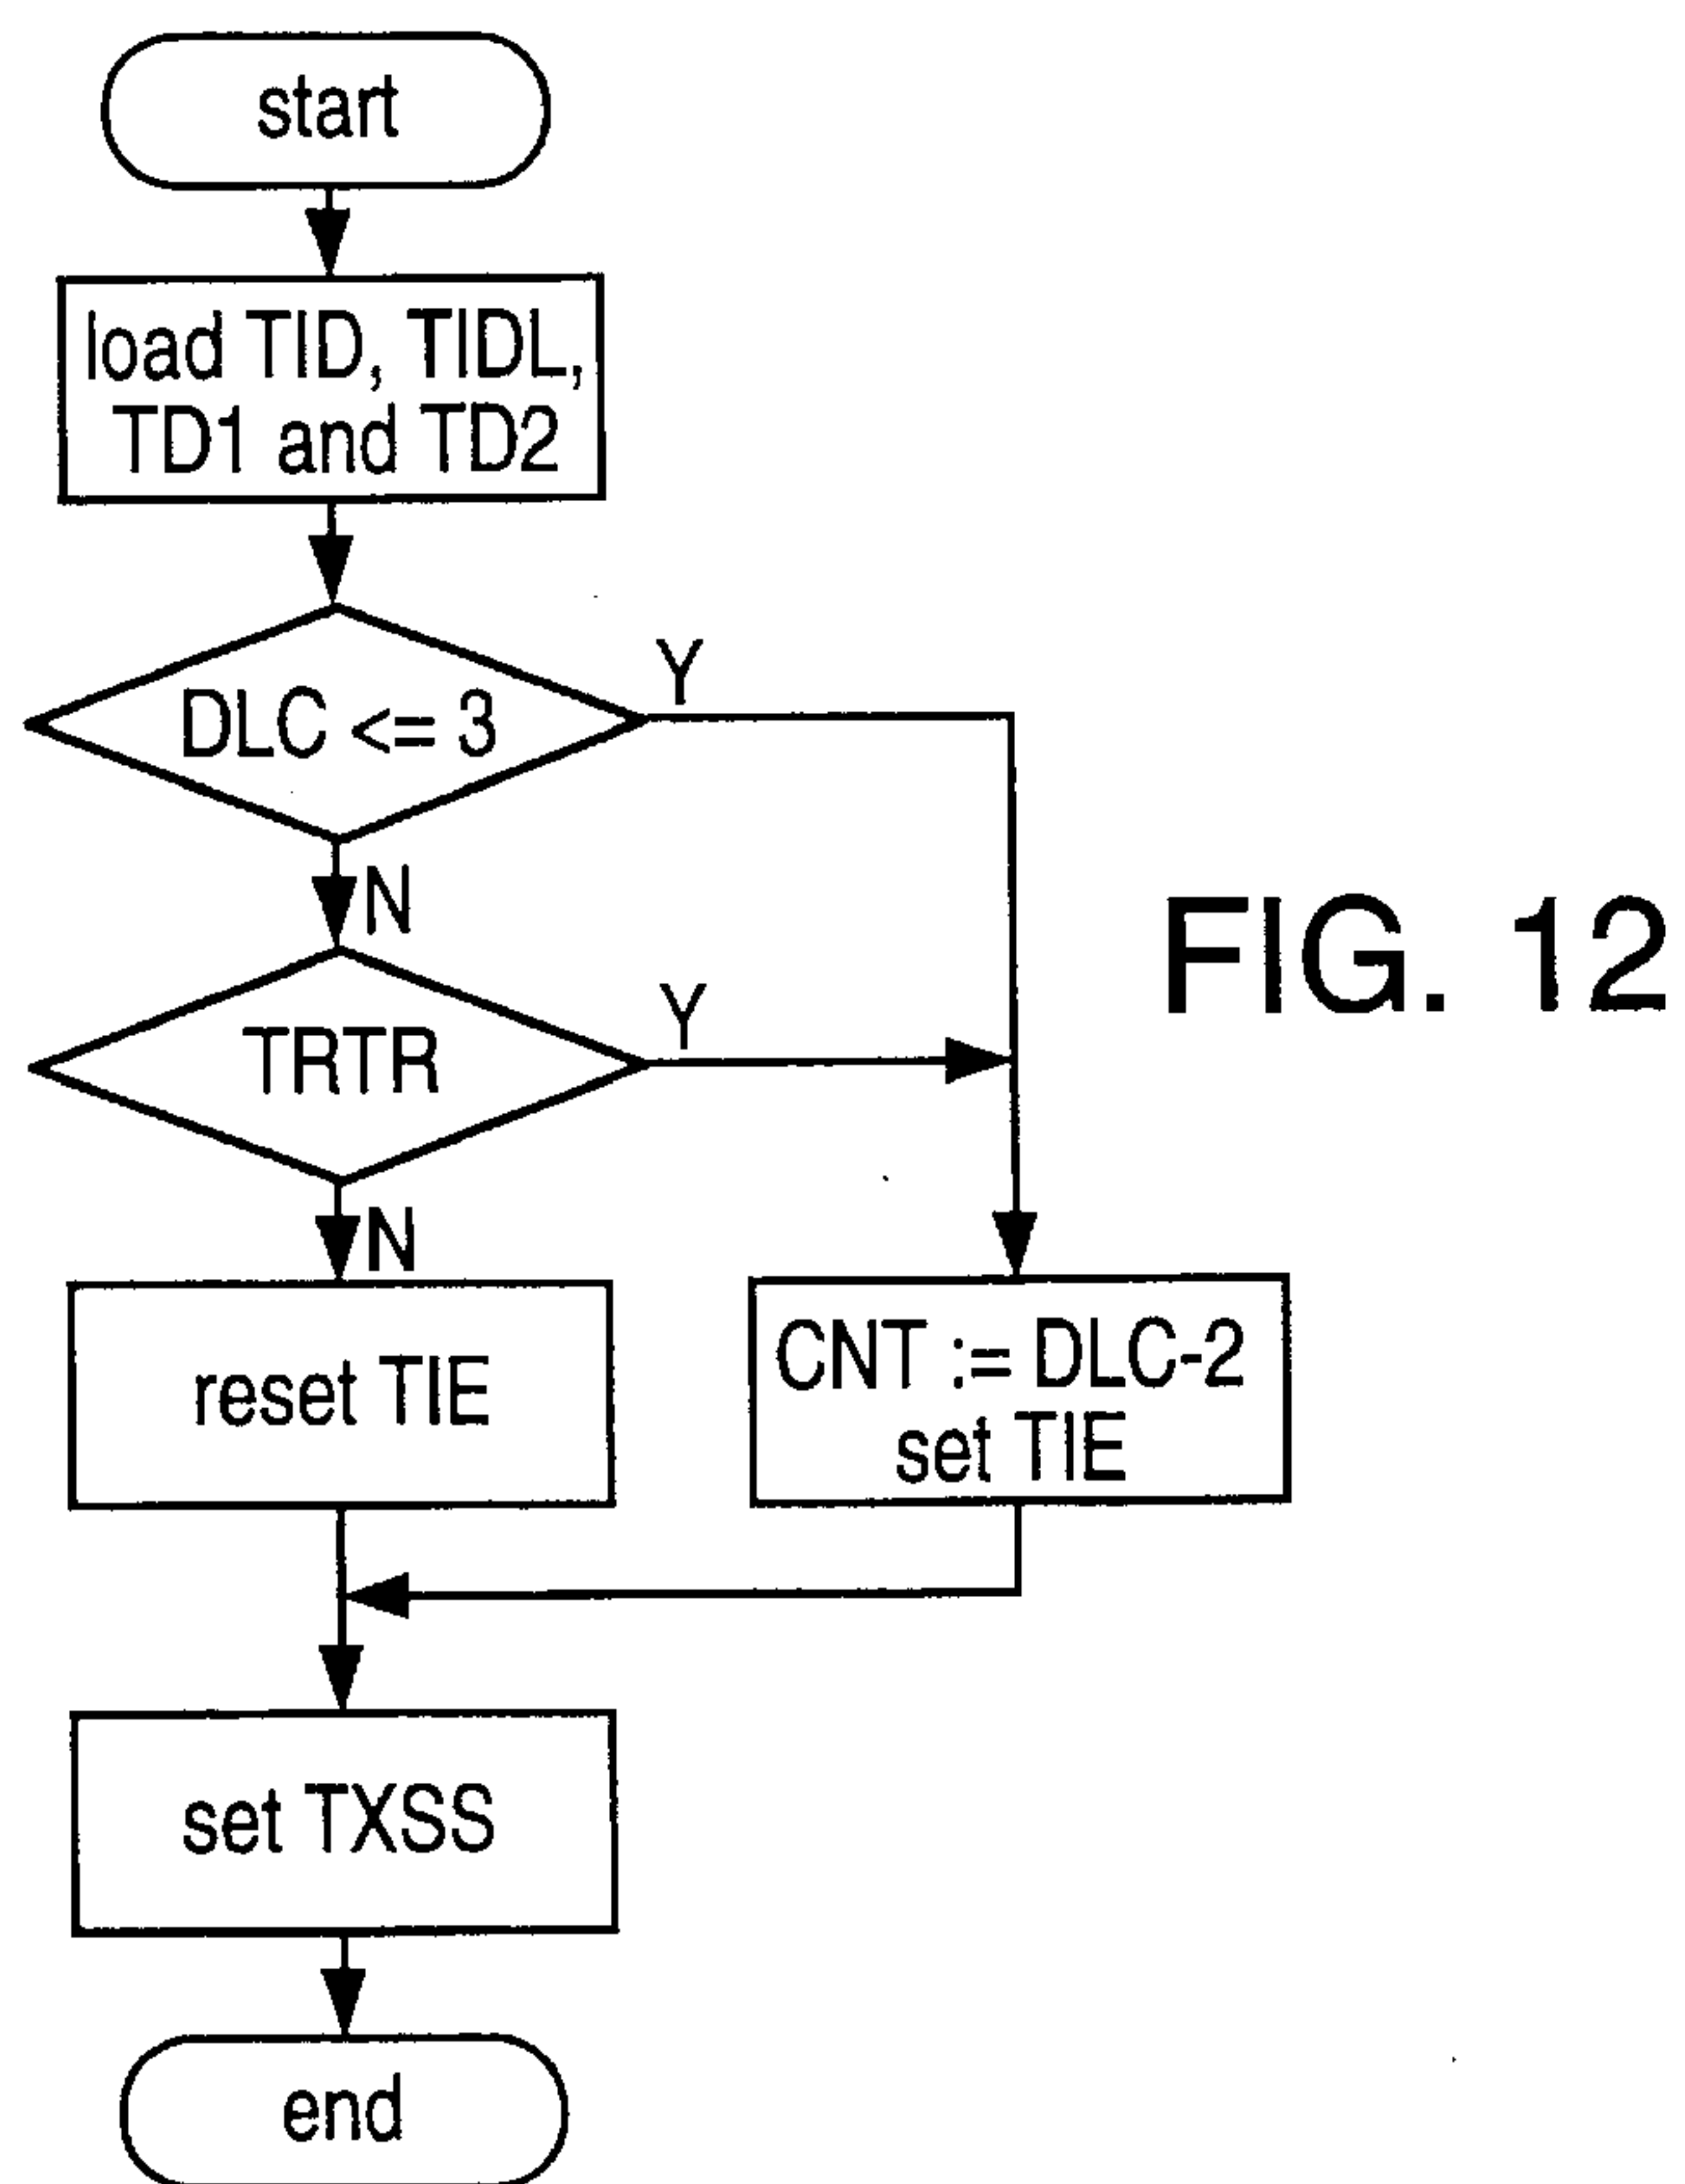 start
load TID, TIDL,
TD1 and TD2
DLC <= 3
Y
N
TRTR
Y
N
reset TIE
CNT := DLC-2
set TIE
set TXSS
end
FIG. 12